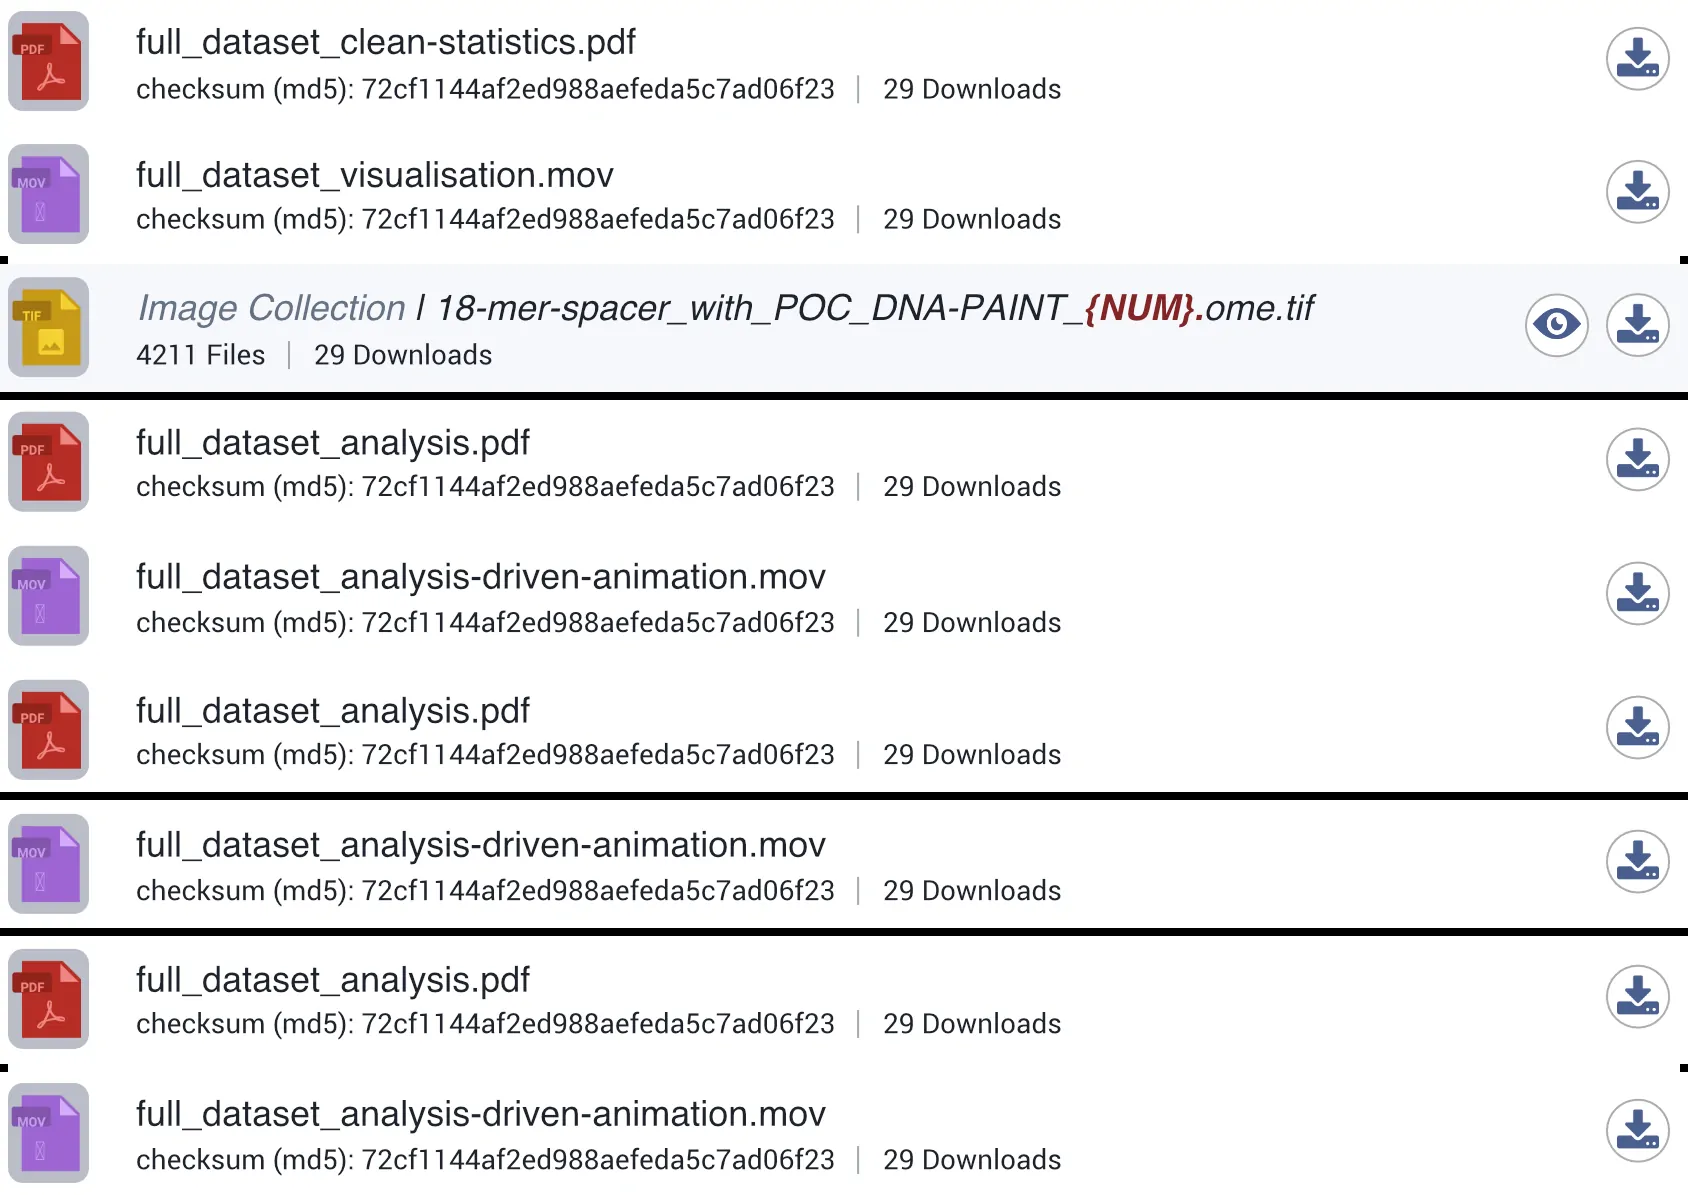 PDF
full_dataset_clean-statistics.pdf
checksum (md5): 72cf1144af2ed988aefeda5c7ad06f23 | 29 Downloads
MOV
full_dataset_visualisation.mov
checksum (md5): 72cf1144af2ed988aefeda5c7ad06f23 | 29 Downloads
TIF
Image Collection | 18-mer-spacer_with_POC_DNA-PAINT_{NUM}.ome.tif
4211 Files | 29 Downloads
PDF
full_dataset_analysis.pdf
checksum (md5): 72cf1144af2ed988aefeda5c7ad06f23 | 29 Downloads
MOV
full_dataset_analysis-driven-animation.mov
checksum (md5): 72cf1144af2ed988aefeda5c7ad06f23 | 29 Downloads
PDF
full_dataset_analysis.pdf
checksum (md5): 72cf1144af2ed988aefeda5c7ad06f23 | 29 Downloads
MOV
full_dataset_analysis-driven-animation.mov
checksum (md5): 72cf1144af2ed988aefeda5c7ad06f23 | 29 Downloads
PDF
full_dataset_analysis.pdf
checksum (md5): 72cf1144af2ed988aefeda5c7ad06f23 | 29 Downloads
MOV
full_dataset_analysis-driven-animation.mov
checksum (md5): 72cf1144af2ed988aefeda5c7ad06f23 | 29 Downloads